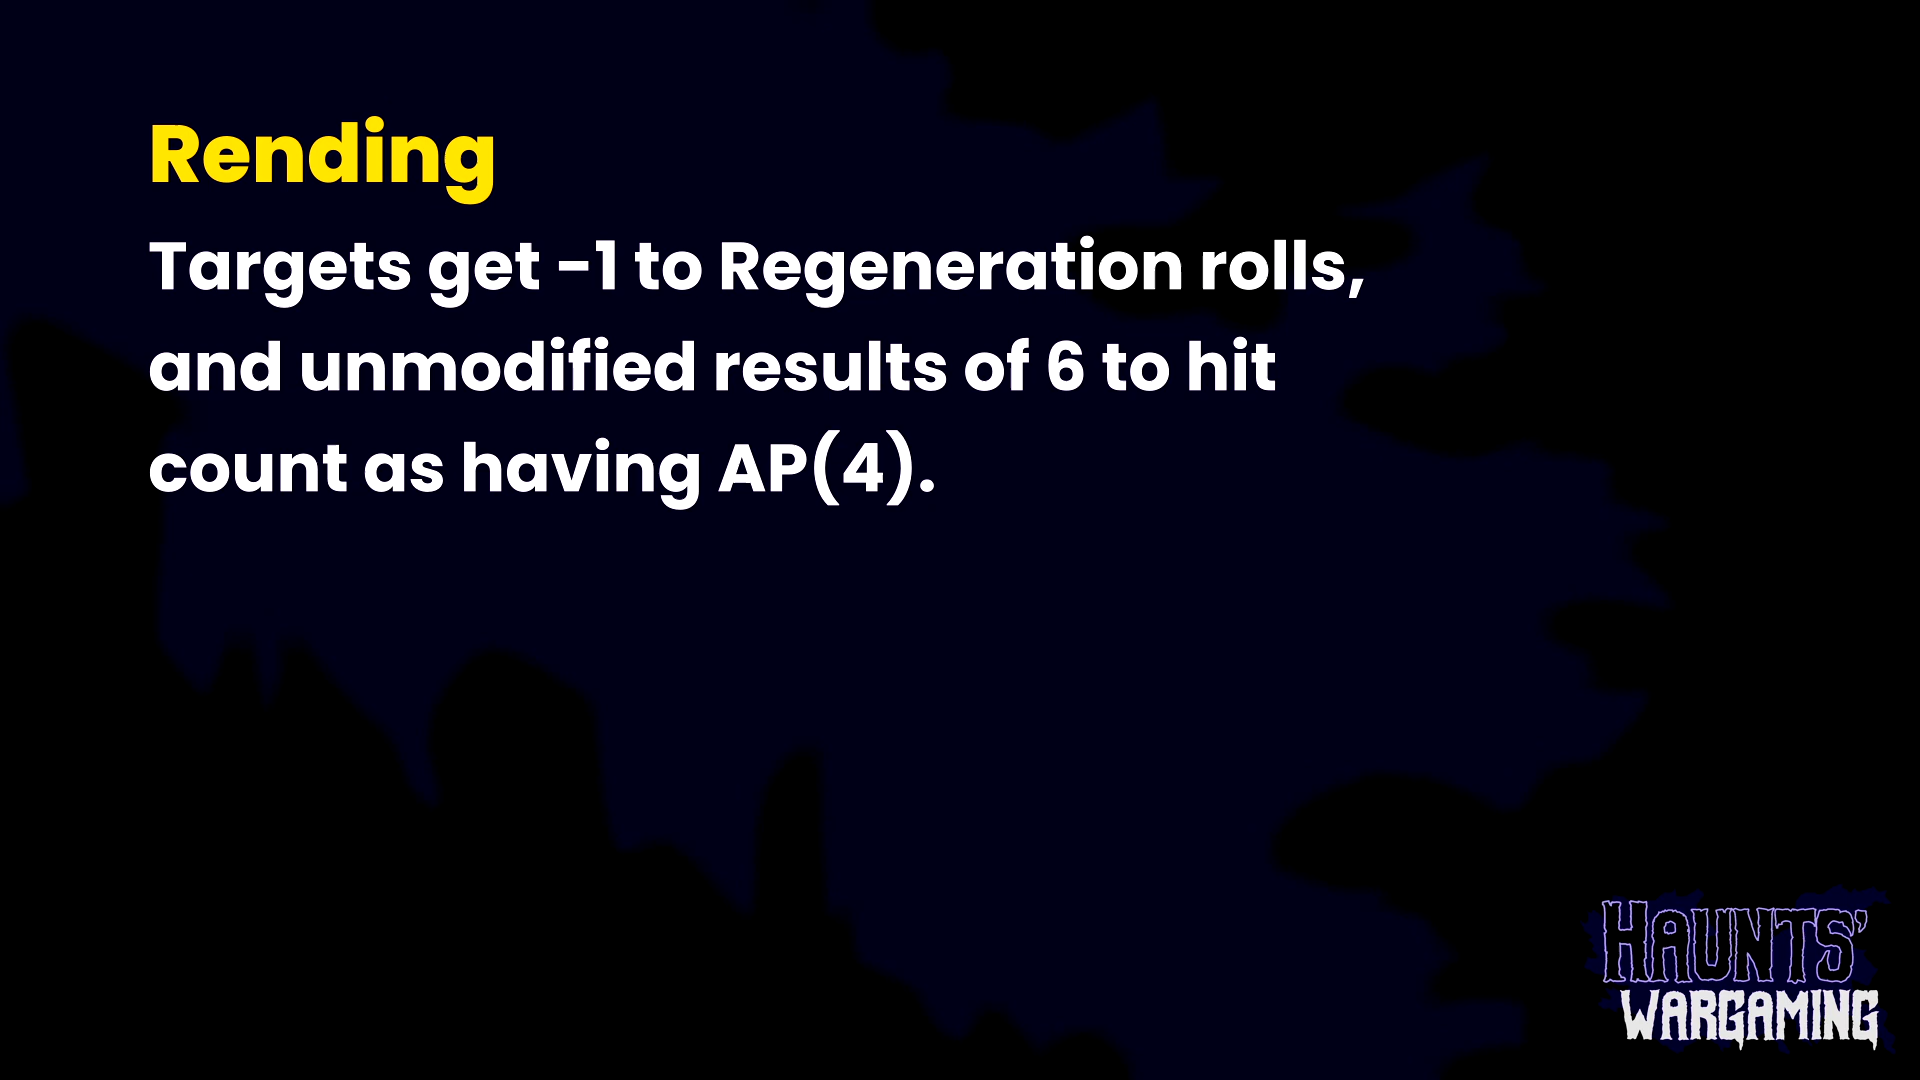 Rending
Targets get -1 to Regeneration rolls,
and unmodified results of 6 to hit
count as having AP(4).
HAUNTS'
WARGAMING